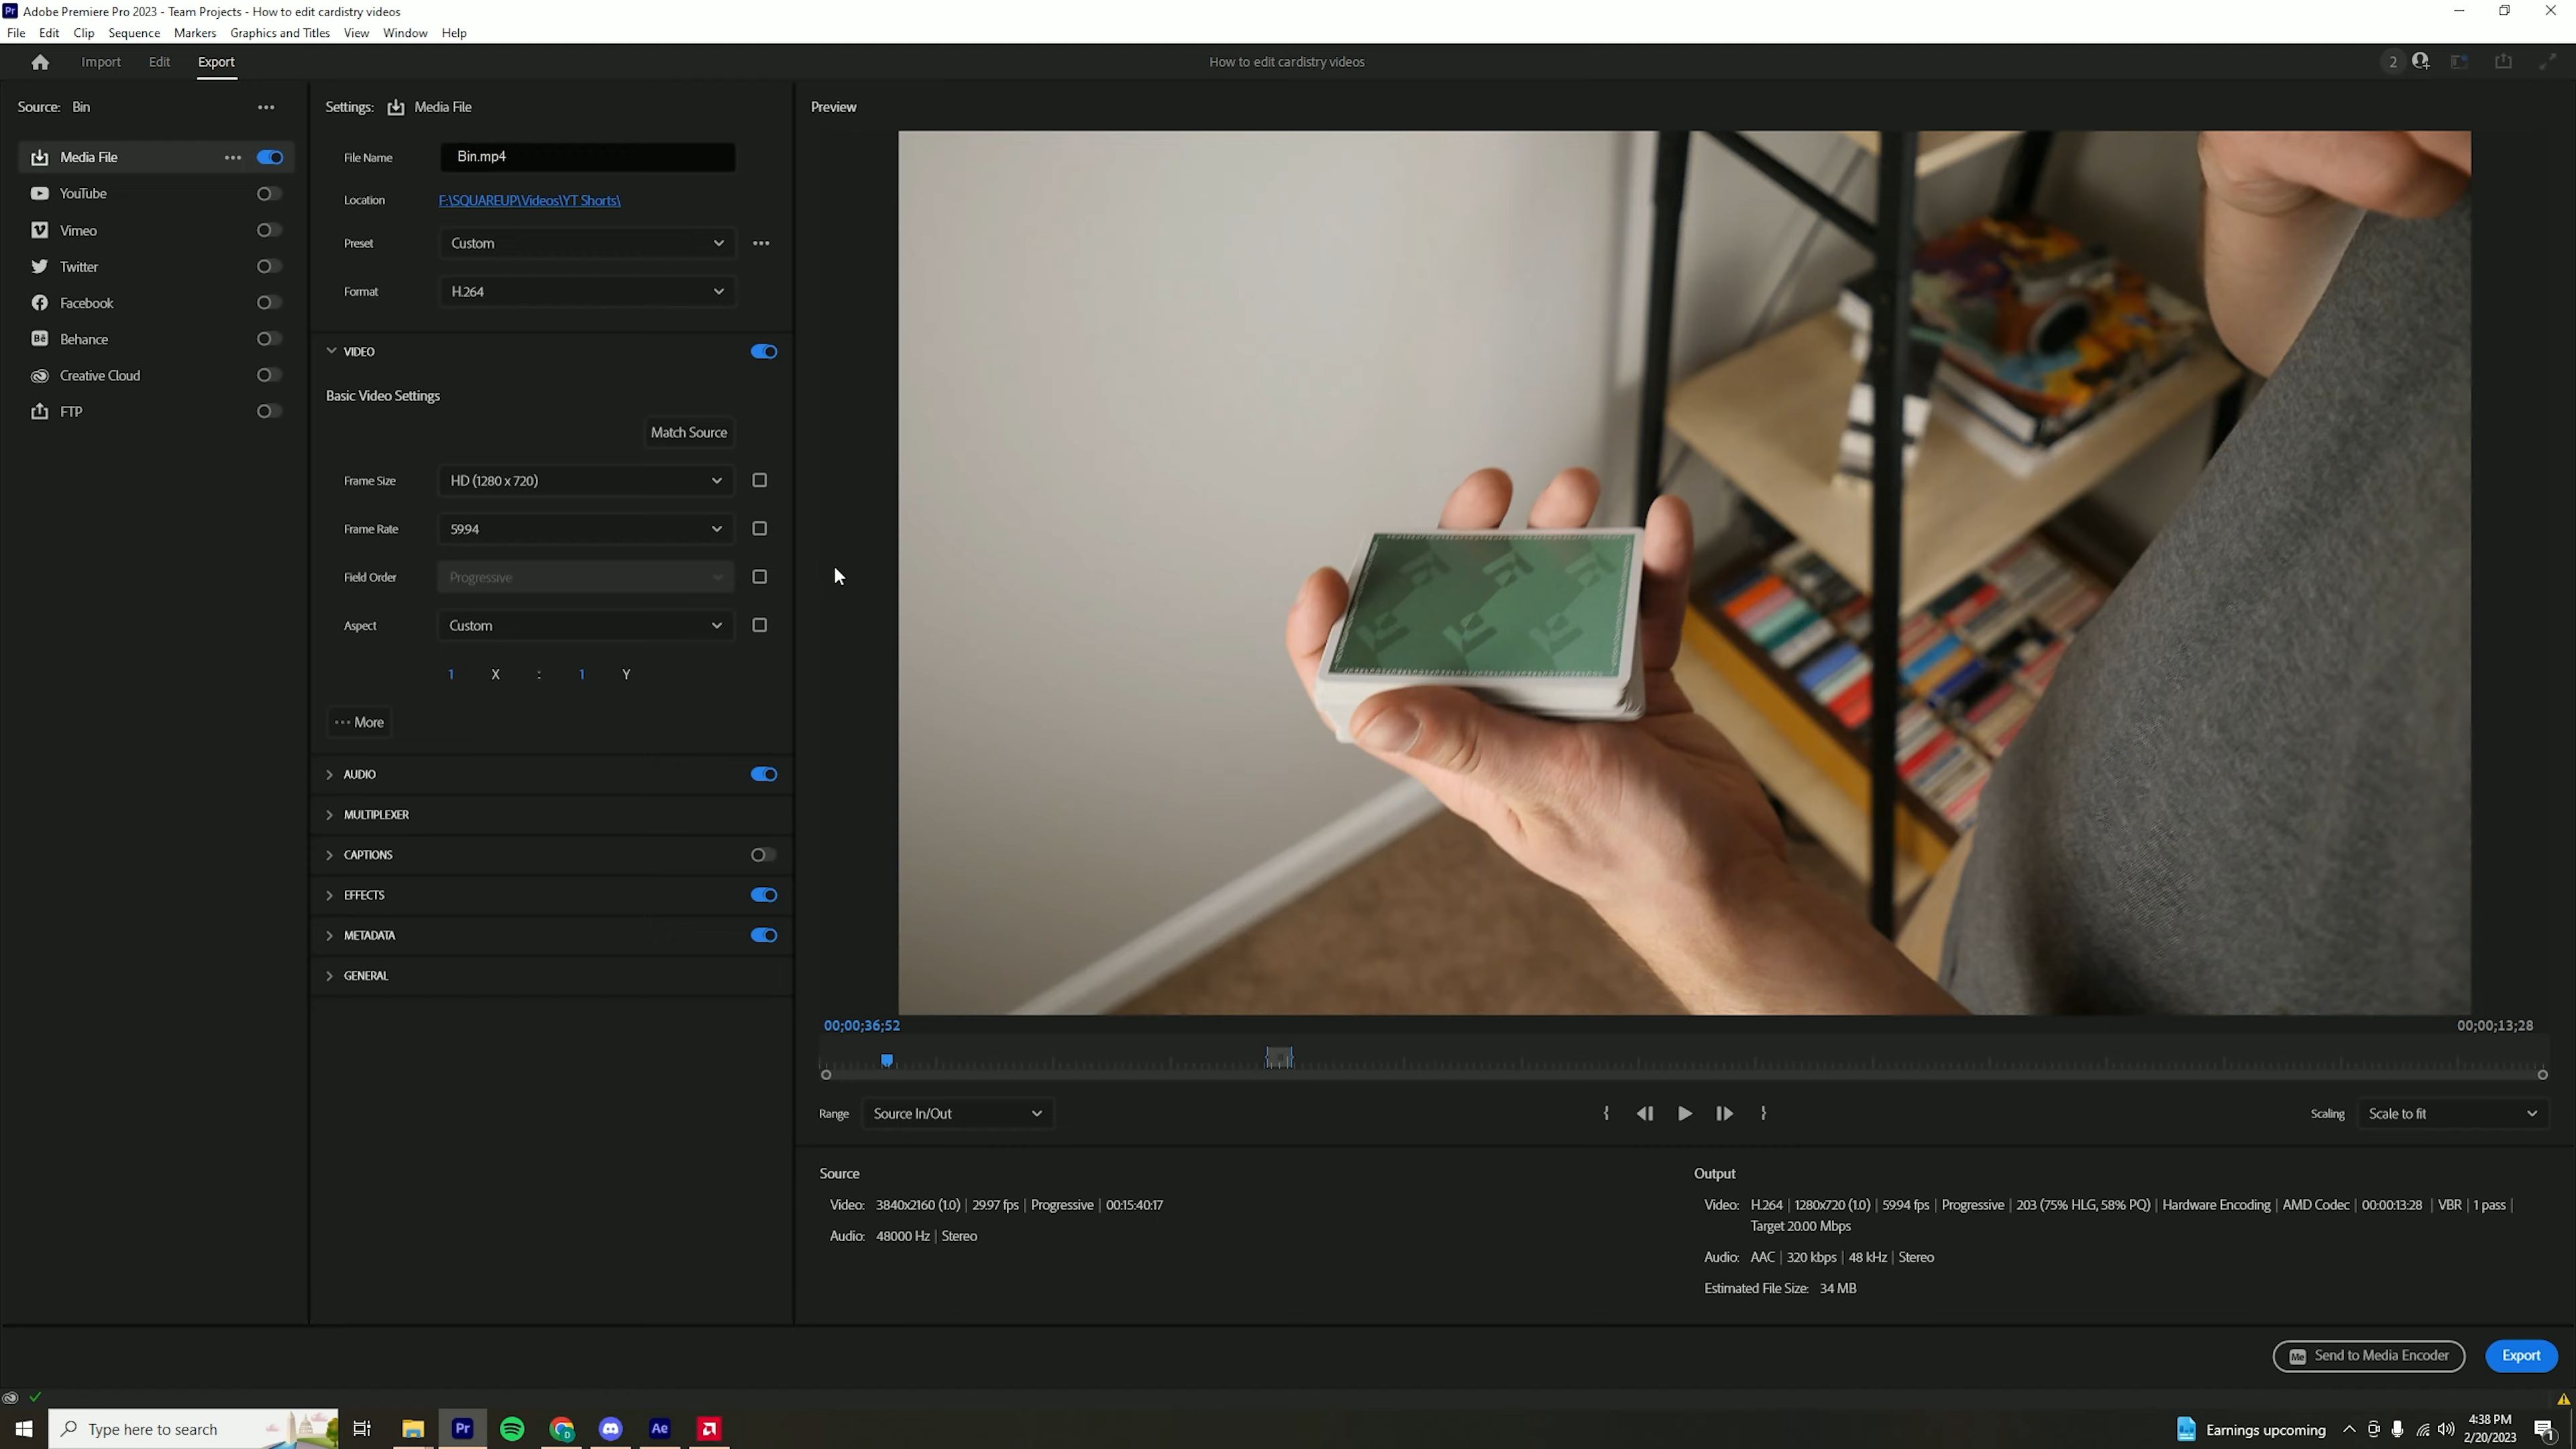 Pr Adobe Premiere Pro 2023 - Team Projects - How to edit cardistry videos
File Edit Clip Sequence Markers Graphics and Titles View Window Help
Import Edit Export How to edit cardistry videos 2
Source: Bin
Media File
YouTube
Vimeo
Twitter
Facebook
Behance
Creative Cloud
FTP
Settings: Media File
File Name Bin.mp4
Location F:\SQUAREUP\Videos\YT Shorts\
Preset Custom
Format H.264
VIDEO
Basic Video Settings
Match Source
Frame Size HD (1280 x 720)
Frame Rate 59.94
Field Order Progressive
Aspect Custom
1 X : 1 Y
More
AUDIO
MULTIPLEXER
CAPTIONS
EFFECTS
METADATA
GENERAL
Preview
00;00;36;52 00;00;13;28
Range Source In/Out Scaling Scale to fit
Source
Video: 3840x2160 (1.0) | 29.97 fps | Progressive | 00:15:40:17
Audio: 48000 Hz | Stereo
Output
Video: H.264 | 1280x720 (1.0) | 59.94 fps | Progressive | 203 (75% HLG, 58% PQ) | Hardware Encoding | AMD Codec | 00:00:13:28 | VBR | 1 pass |
Target 20.00 Mbps
Audio: AAC | 320 kbps | 48 kHz | Stereo
Estimated File Size: 34 MB
Me Send to Media Encoder Export
Type here to search Pr Ae Earnings upcoming 4:38 PM
2/20/2023 1